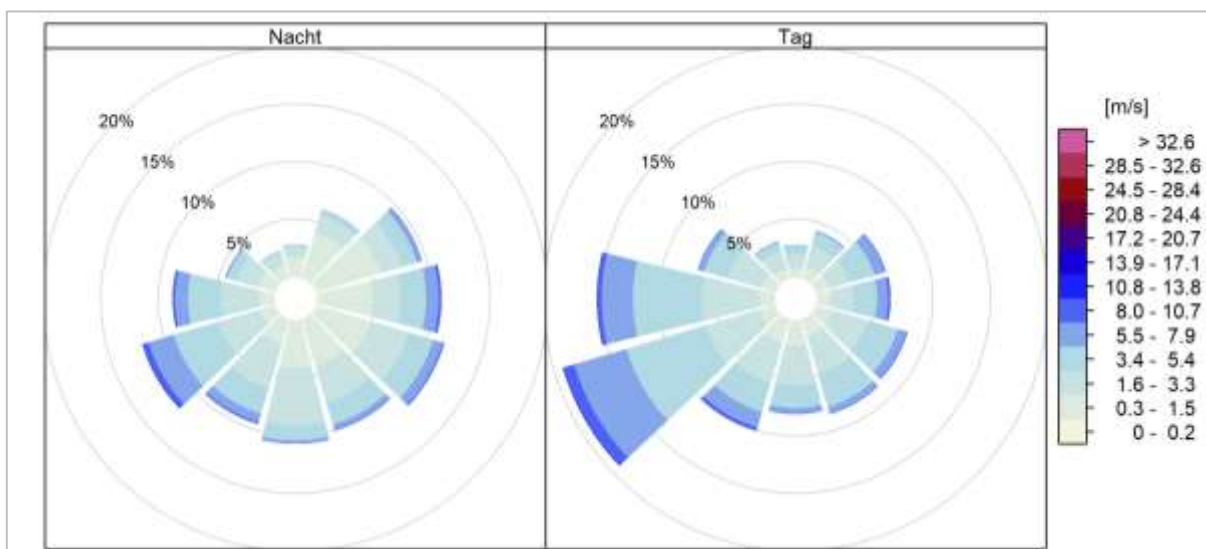 Nacht
Tag
20%
15%
10%
5%
20%
15%
10%
5%
[m/s]
> 32.6
28.5 - 32.6
24.5 - 28.4
20.8 - 24.4
17.2 - 20.7
13.9 - 17.1
10.8 - 13.8
8.0 - 10.7
5.5 - 7.9
3.4 - 5.4
1.6 - 3.3
0.3 - 1.5
0 - 0.2